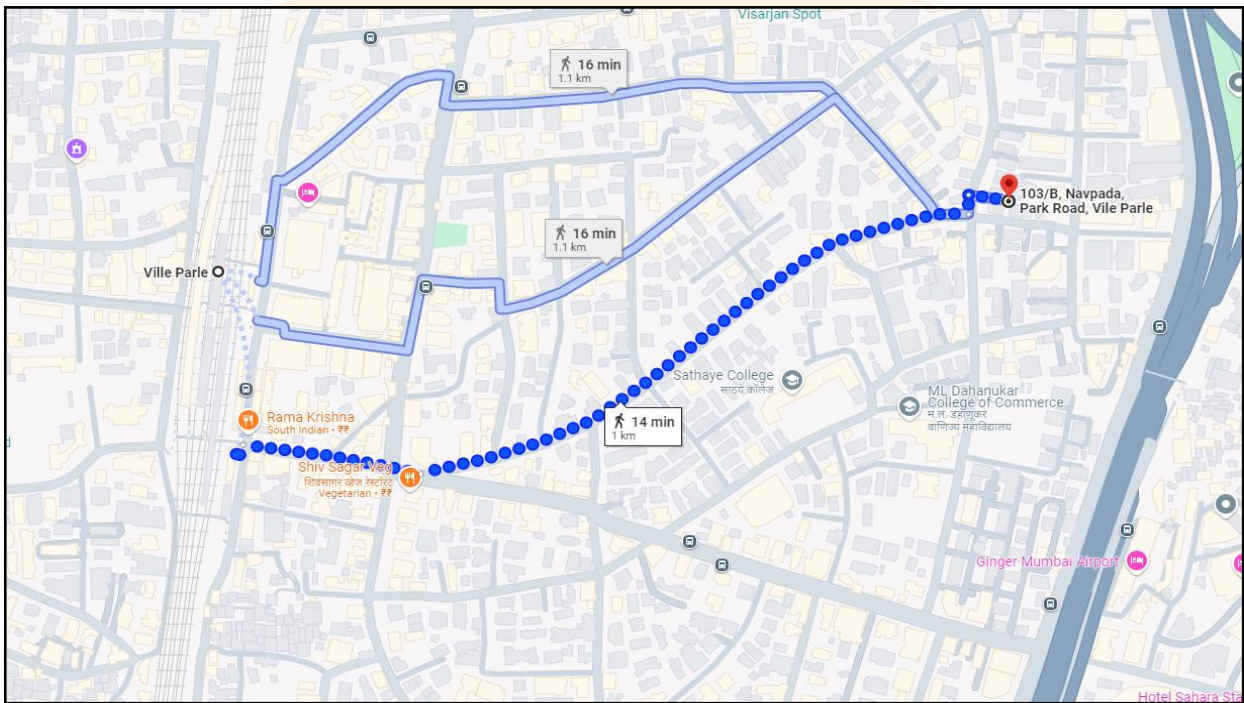 Visarjan Spot
16 min
1.1 km
103/B, Navpada,
Park Road, Vile Parle
16 min
1.1 km
Ville Parle
Sathaye College
साठये कॉलेज
ML Dahanukar
College of Commerce
म.ल. डहाणूकर
वाणिज्य महाविद्यालय
14 min
1 km
Rama Krishna
South Indian • ₹₹
Shiv Sagar Veg
शिवसागर व्हेज रेस्टॉरंट
Vegetarian • ₹₹
Ginger Mumbai Airport
Hotel Sahara Sta